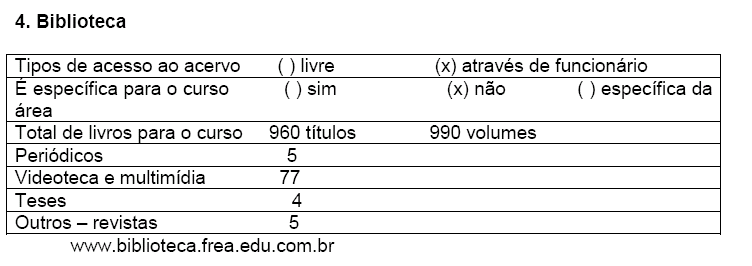 4. Biblioteca
Tipos de acesso ao acervo ( ) livre (x) através de funcionário
É específica para o curso ( ) sim (x) não ( ) específica da
área
Total de livros para o curso 960 títulos 990 volumes
Periódicos 5
Videoteca e multimídia 77
Teses 4
Outros – revistas 5
www.biblioteca.frea.edu.com.br